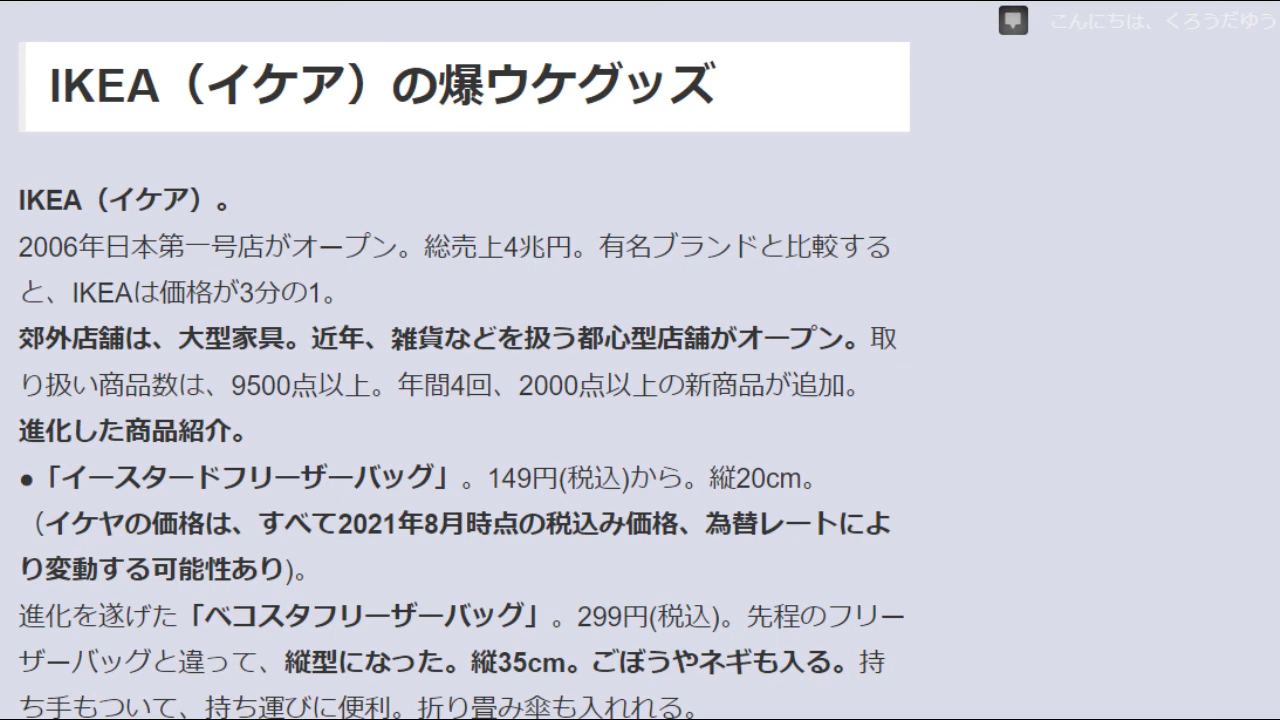 こんにちは、くろうだゆう
IKEA（イケア）の爆ウケグッズ
IKEA（イケア）。
2006年日本第一号店がオープン。総売上4兆円。有名ブランドと比較する
と、IKEAは価格が3分の1。
郊外店舗は、大型家具。近年、雑貨などを扱う都心型店舗がオープン。取
り扱い商品数は、9500点以上。年間4回、2000点以上の新商品が追加。
進化した商品紹介。
●「イースタードフリーザーバッグ」。149円(税込)から。縦20cm。
（イケヤの価格は、すべて2021年8月時点の税込み価格、為替レートによ
り変動する可能性あり)。
進化を遂げた「ベコスタフリーザーバッグ」。299円(税込)。先程のフリー
ザーバッグと違って、縦型になった。縦35cm。ごぼうやネギも入る。持
ち手もついて、持ち運びに便利。折り畳み傘も入れれる。